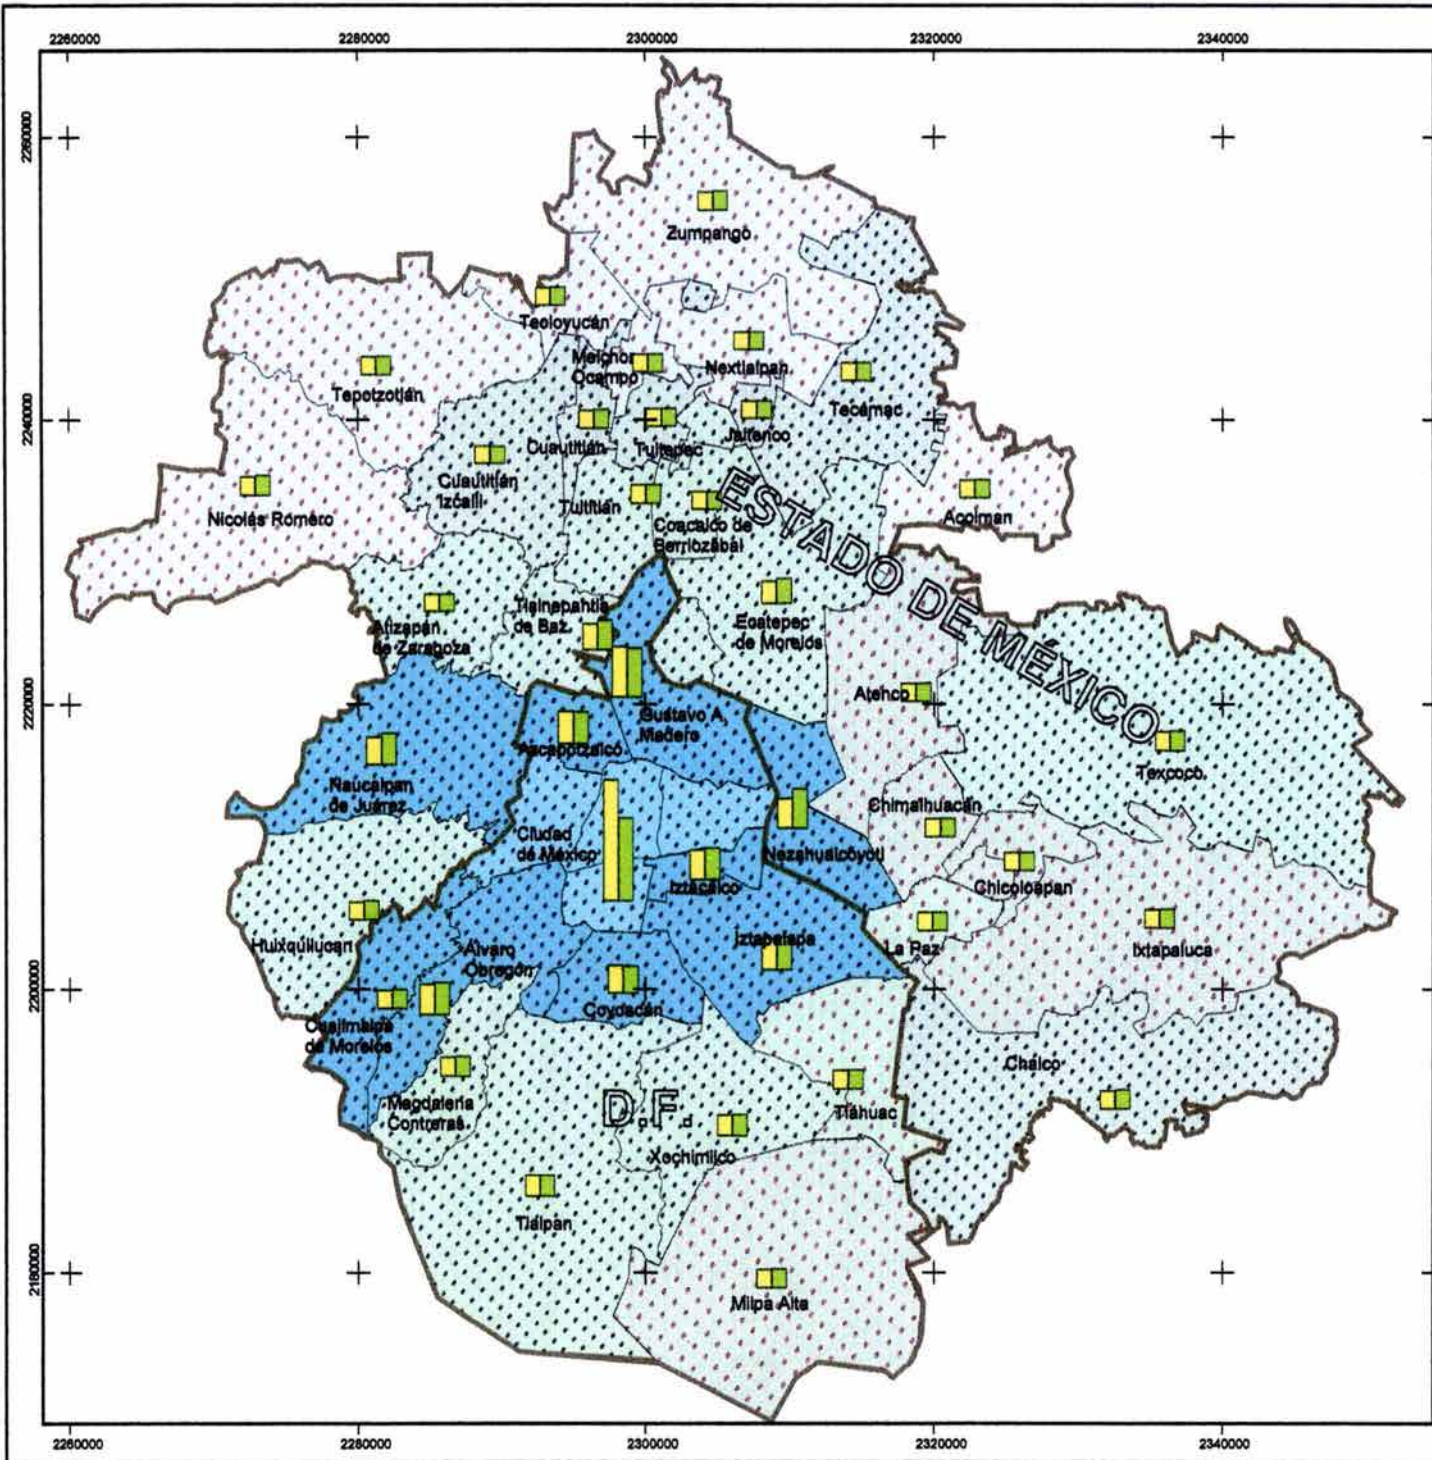 2260000 2280000 2300000 2320000 2340000
2260000
2240000
2220000
2200000
2180000
Zumpango
Teoloyucán
Melchor
Ocampo
Nextlalpan
Tepotzotlán
Tecámac
Cuautitlán
Tultepec
Jaltenco
Cuautitlán
Izcalli
Nicolás Romero
Tultitlán
Coacalco de
Berriozábal
Acolman
ESTADO DE MÉXICO
Tlalnepantla
de Baz
Atizapán
de Zaragoza
Ecatepec
de Morelos
Atenco
Azcapotzalco
Gustavo A.
Madero
Texcoco
Naucalpan
de Juárez
Chimalhuacán
Ciudad
de México
Nezahualcóyotl
Iztacalco
Chicoloapan
Huixquilucan
Alvaro
Obregón
Iztapalapa
La Paz
Ixtapaluca
Coyoacán
Cuajimalpa
de Morelos
Chalco
Magdalena
Contreras
D.F.
Tláhuac
Xochimilco
Tlalpan
Milpa Alta
2260000 2280000 2300000 2320000 2340000